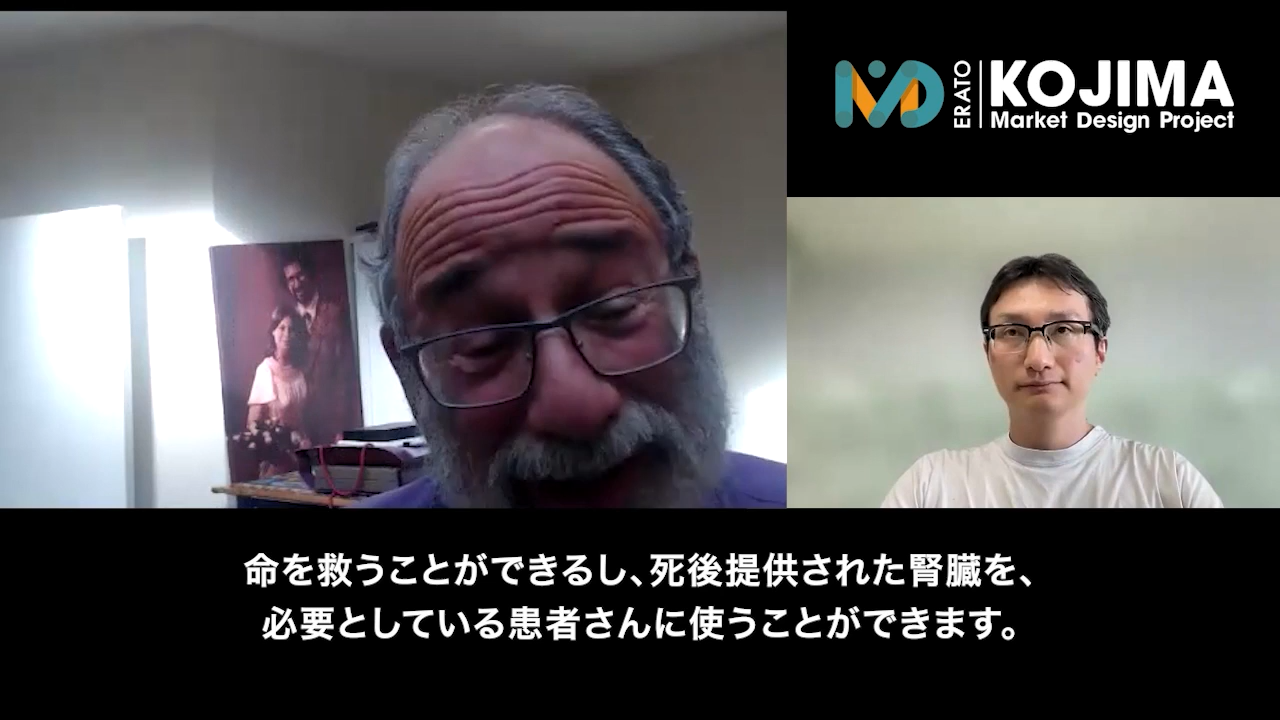 ERATO
KOJIMA
Market Design Project
命を救うことができるし、死後提供された腎臓を、
必要としている患者さんに使うことができます。